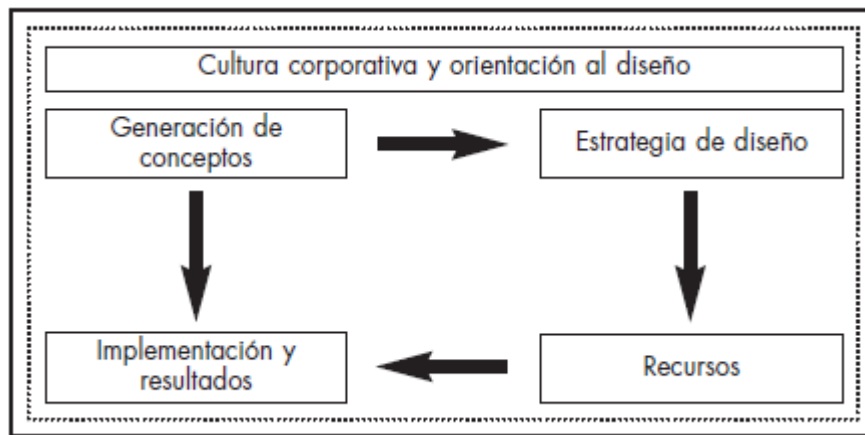 Cultura corporativa y orientación al diseño
Generación de
conceptos
Estrategia de diseño
Implementación y
resultados
Recursos